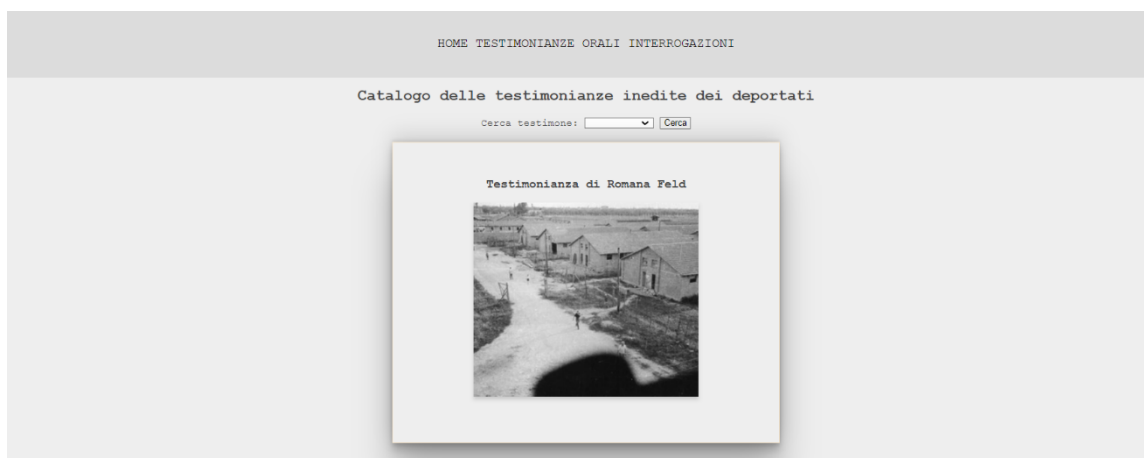 HOME TESTIMONIANZE ORALI INTERROGAZIONI
Catalogo delle testimonianze inedite dei deportati
Cerca testimone: Cerca
Testimonianza di Romana Feld